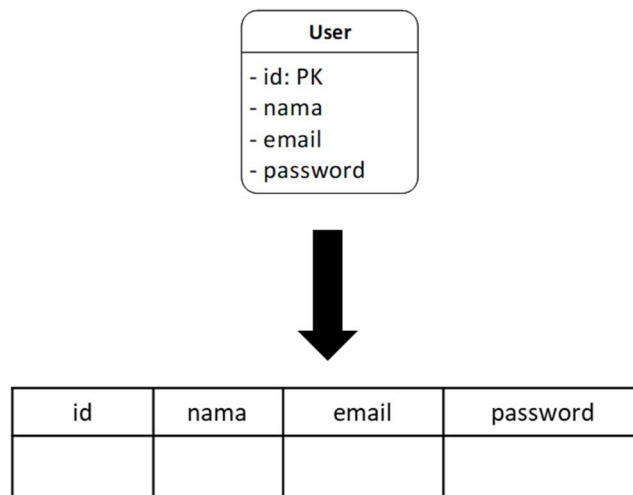 User
- id: PK
- nama
- email
- password
id nama email password